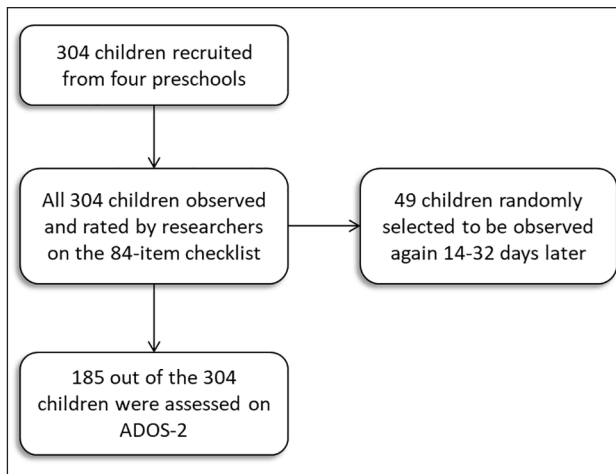 304 children recruited
from four preschools
All 304 children observed
and rated by researchers
on the 84-item checklist
49 children randomly
selected to be observed
again 14-32 days later
185 out of the 304
children were assessed on
ADOS-2